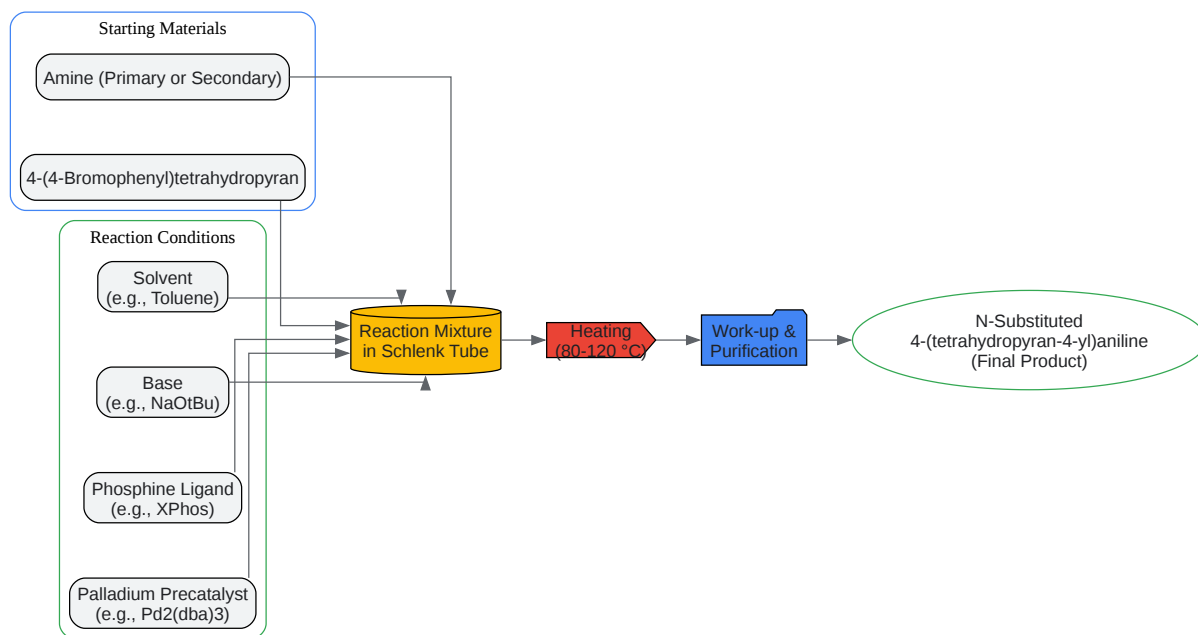 Starting Materials
Amine (Primary or Secondary)
4-(4-Bromophenyl)tetrahydropyran
Reaction Conditions
Solvent
(e.g., Toluene)
Base
(e.g., NaOtBu)
Phosphine Ligand
(e.g., XPhos)
Palladium Precatalyst
(e.g., Pd2(dba)3)
Reaction Mixture
in Schlenk Tube
Heating
(80-120 °C)
Work-up &
Purification
N-Substituted
4-(tetrahydropyran-4-yl)aniline
(Final Product)